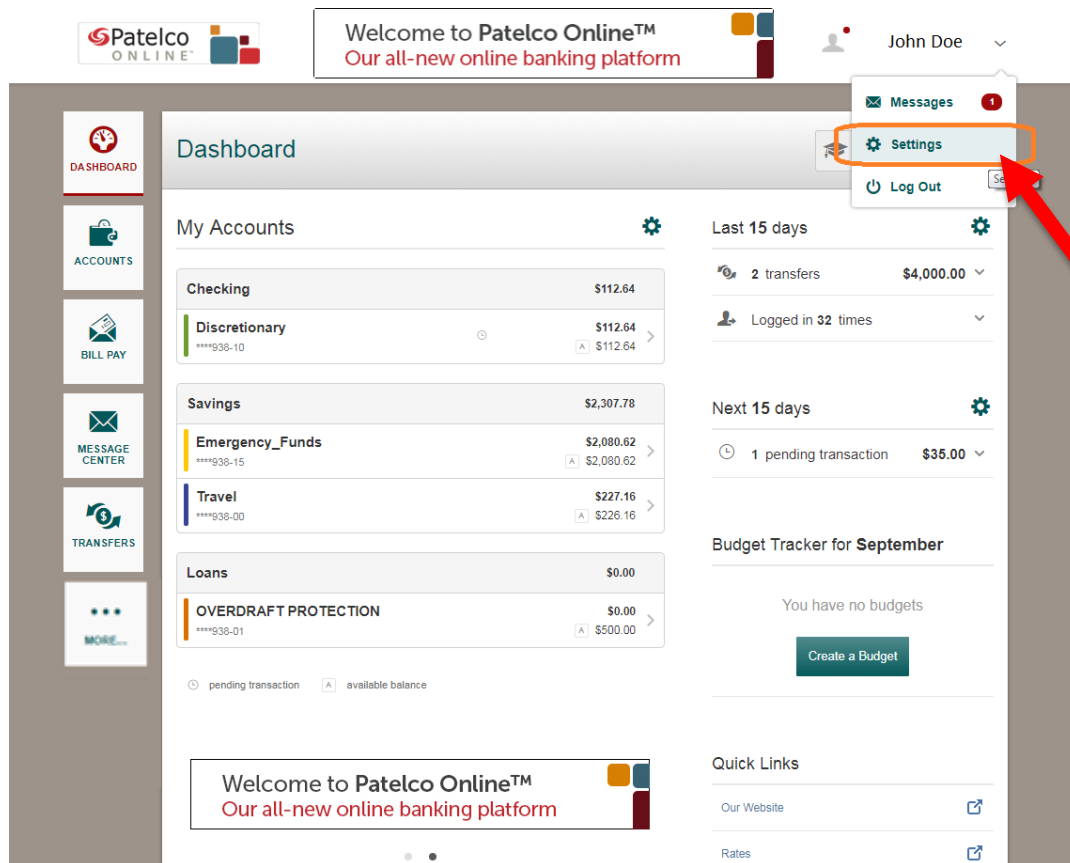 Patelco
ONLINE™
Welcome to Patelco Online™
Our all-new online banking platform
John Doe
Messages 1
Settings
Log Out
DASHBOARD
ACCOUNTS
BILL PAY
MESSAGE
CENTER
TRANSFERS
MORE...
Dashboard
My Accounts
Checking $112.64
Discretionary $112.64
****938-10 A $112.64
Savings $2,307.78
Emergency_Funds $2,080.62
****938-15 A $2,080.62
Travel $227.16
****938-00 A $226.16
Loans $0.00
OVERDRAFT PROTECTION $0.00
****938-01 A $500.00
pending transaction A available balance
Welcome to Patelco Online™
Our all-new online banking platform
Last 15 days
2 transfers $4,000.00
Logged in 32 times
Next 15 days
1 pending transaction $35.00
Budget Tracker for September
You have no budgets
Create a Budget
Quick Links
Our Website
Rates